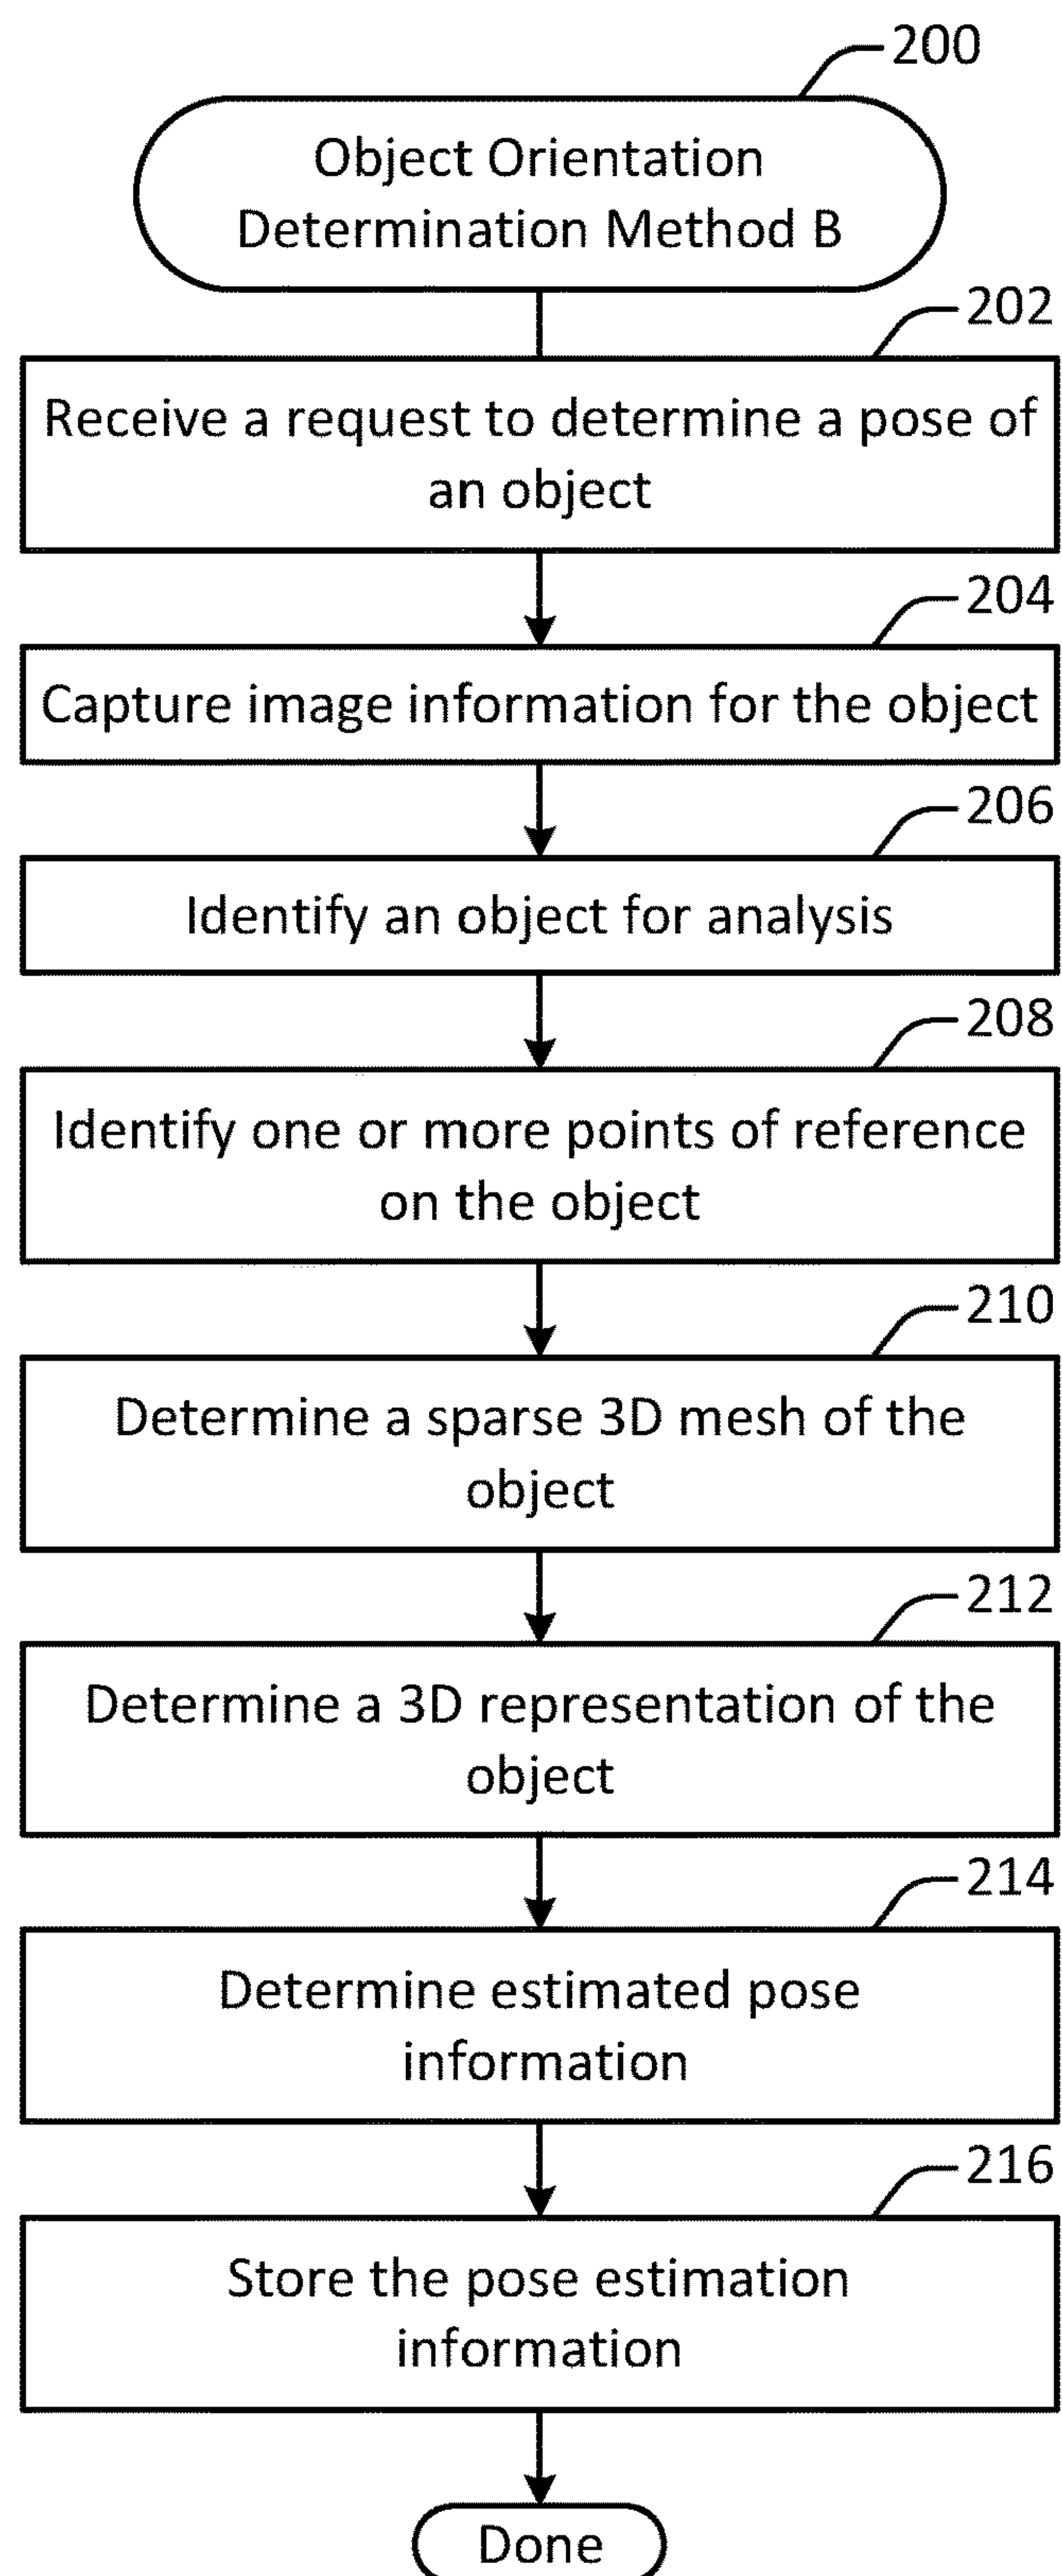 200
Object Orientation
Determination Method B
202
Receive a request to determine a pose of
an object
204
Capture image information for the object
206
Identify an object for analysis
208
Identify one or more points of reference
on the object
210
Determine a sparse 3D mesh of the
object
212
Determine a 3D representation of the
object
214
Determine estimated pose
information
216
Store the pose estimation
information
Done